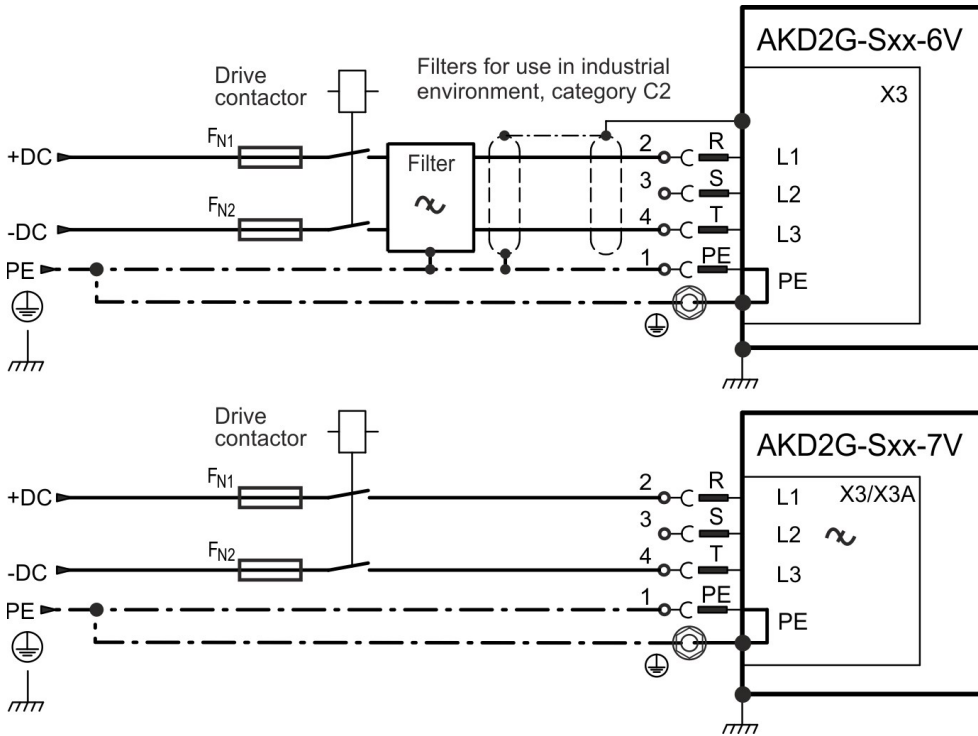 AKD2G-Sxx-6V
X3
Drive
contactor
Filters for use in industrial
environment, category C2
FN1
+DC
Filter
2
R
L1
3
S
L2
FN2
-DC
4
T
L3
PE
1
PE
PE
AKD2G-Sxx-7V
X3/X3A
Drive
contactor
FN1
+DC
2
R
L1
3
S
L2
FN2
-DC
4
T
L3
PE
1
PE
PE